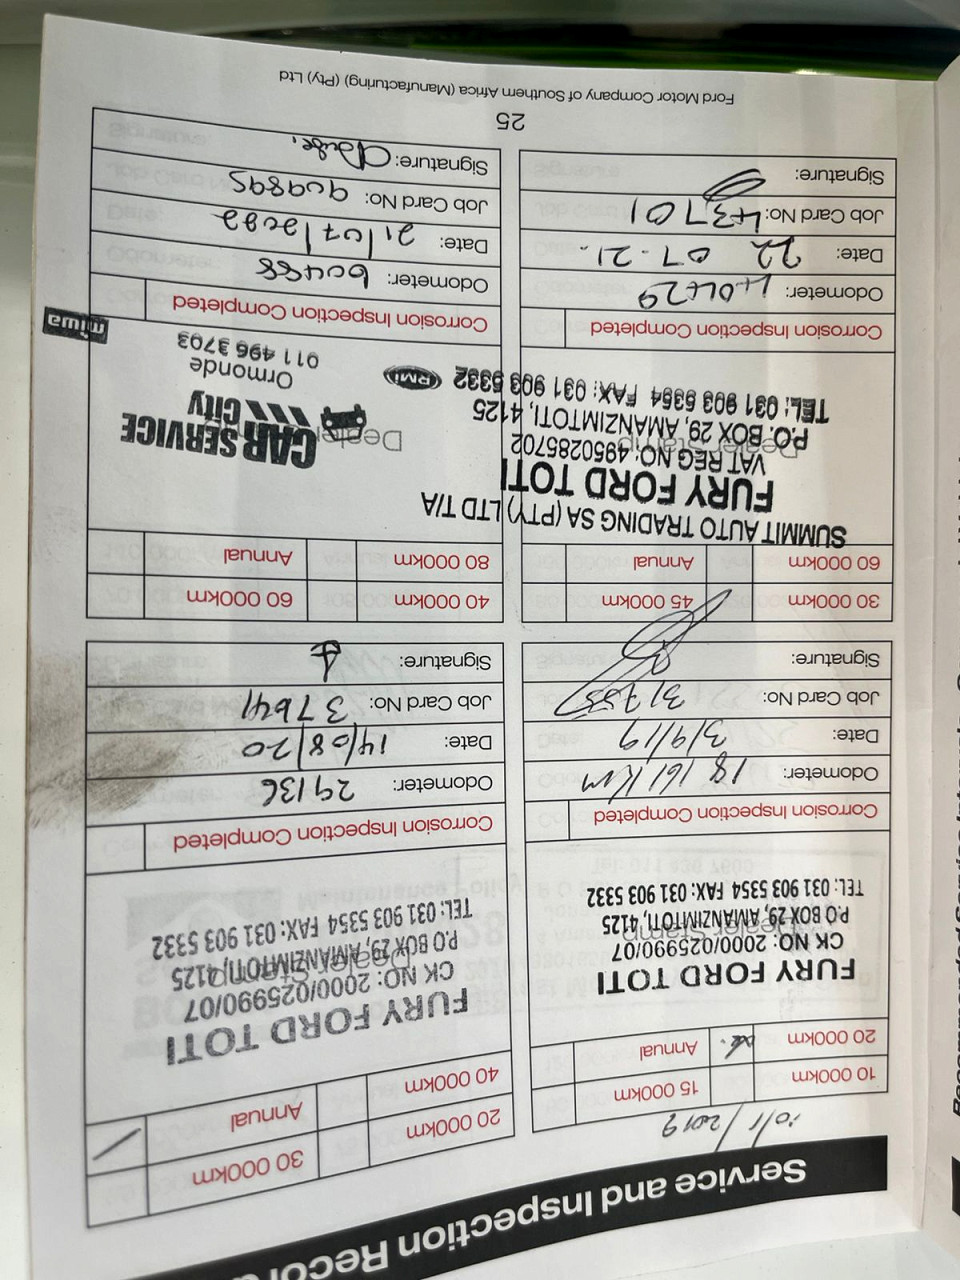 Service and Inspection Record
10/1/2019
10 000km
15 000km
20 000km
Annual
FURY FORD TOTI
CK NO: 2000/025990/07
P.O BOX 29, AMANZIMTOTI, 4125
TEL: 031 903 5354 FAX: 031 903 5332
Dealer Stamp
Corrosion Inspection Completed
Odometer: 18 161 Km
Date: 3/9/19
Job Card No:
Signature:
20 000km
30 000km
40 000km
Annual
FURY FORD TOTI
CK NO: 2000/025990/07
P.O BOX 29, AMANZIMTOTI, 4125
TEL: 031 903 5354 FAX: 031 903 5332
Dealer Stamp
Corrosion Inspection Completed
Odometer: 29136
Date: 14/08/20
Job Card No: 37641
Signature:
30 000km
45 000km
60 000km
Annual
SUMMIT AUTO TRADING SA (PTY) LTD T/A
FURY FORD TOTI
VAT REG NO: 4950285702
P.O. BOX 29, AMANZIMTOTI, 4125
TEL: 031 903 5354 FAX: 031 903 5332
Dealer Stamp
Corrosion Inspection Completed
Odometer:
Date: 22 07-21.
Job Card No: 43701
Signature:
40 000km
60 000km
80 000km
Annual
Dealer
CAR SERVICE
City
Ormonde
011 496 3703
RMI
miwa
Corrosion Inspection Completed
Odometer: 60488
Date: 21/07/2022
Job Card No:
Signature:
25
Ford Motor Company of Southern Africa (Manufacturing) (Pty) Ltd